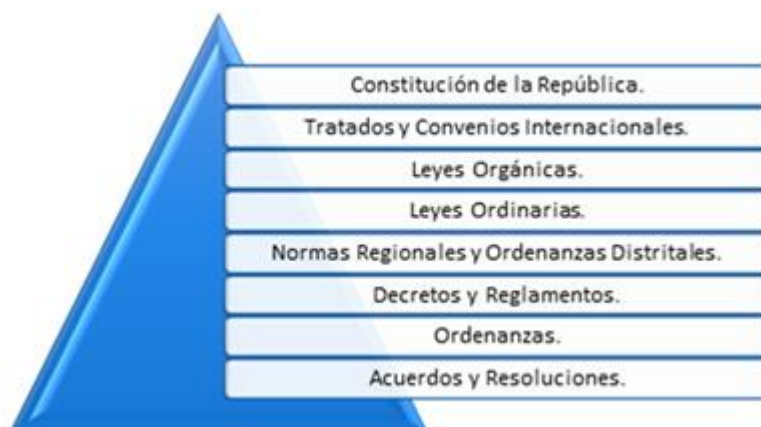 Constitución de la República.
Tratados y Convenios Internacionales.
Leyes Orgánicas.
Leyes Ordinarias.
Normas Regionales y Ordenanzas Distritales.
Decretos y Reglamentos.
Ordenanzas.
Acuerdos y Resoluciones.